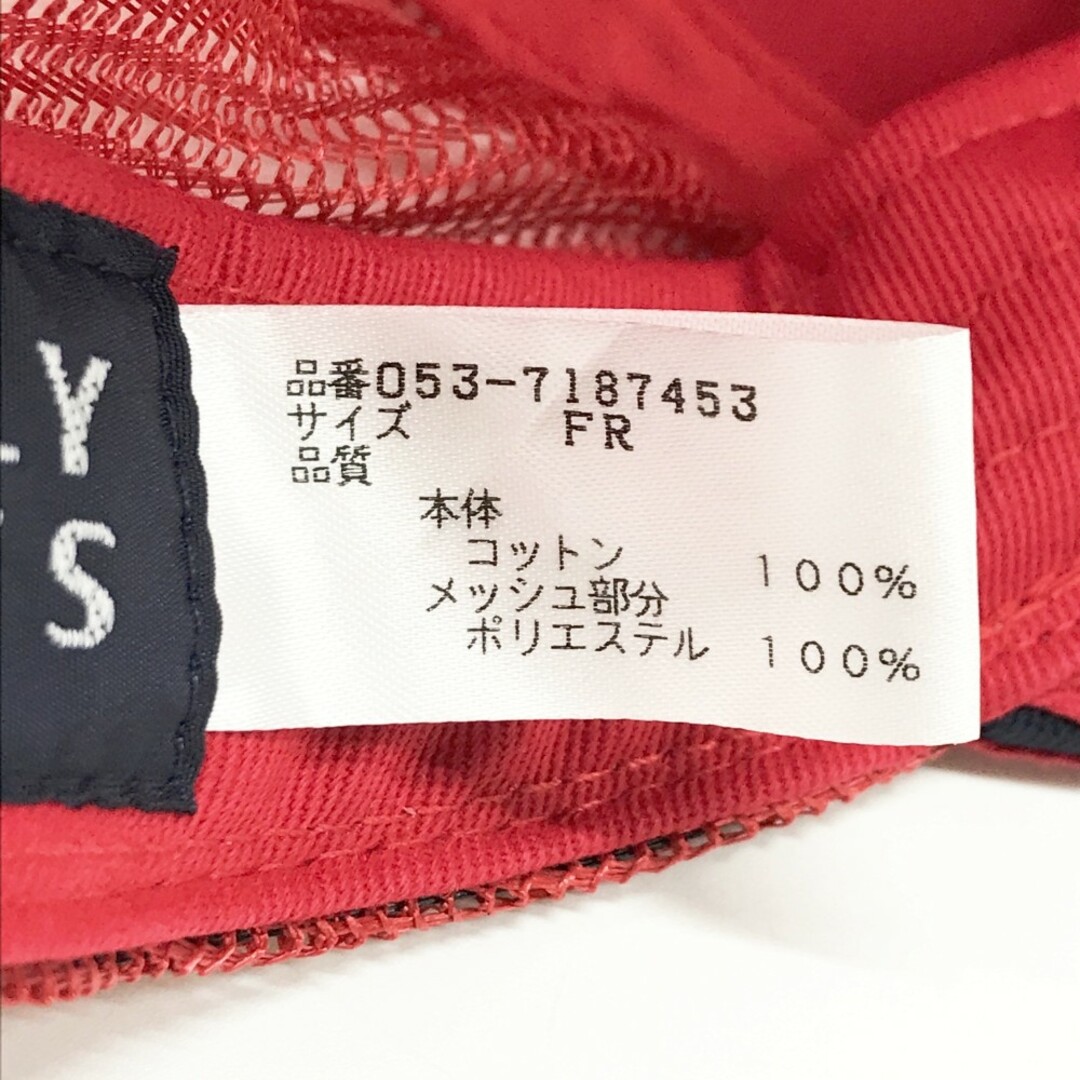 Y
S
品番053-7187453
サイズ FR
品質
本体
コットン 100%
メッシュ部分
ポリエステル 100%